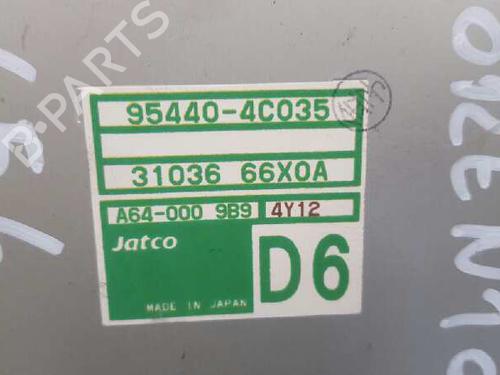 B-PARTS
95440-4C035
31036 66X0A
A64-000 9B9 4Y12
Jatco
MADE IN JAPAN
D6